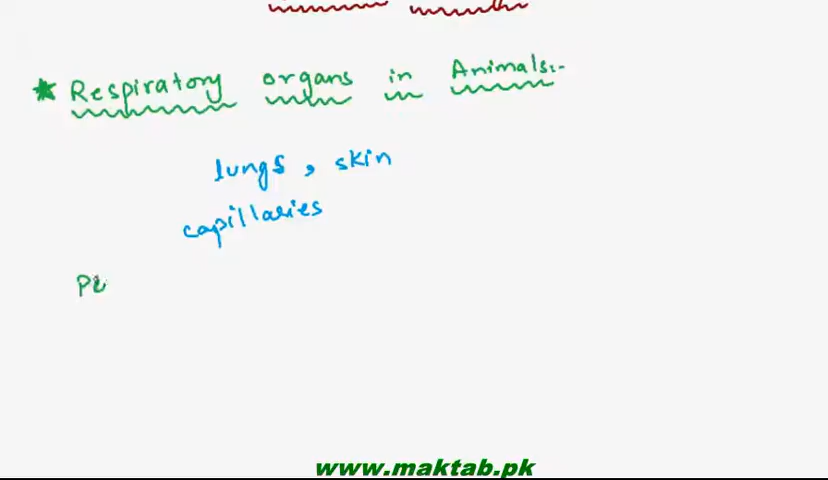 * Respiratory organs in Animals:-
lungs, skin
capillaries
www.maktab.pk